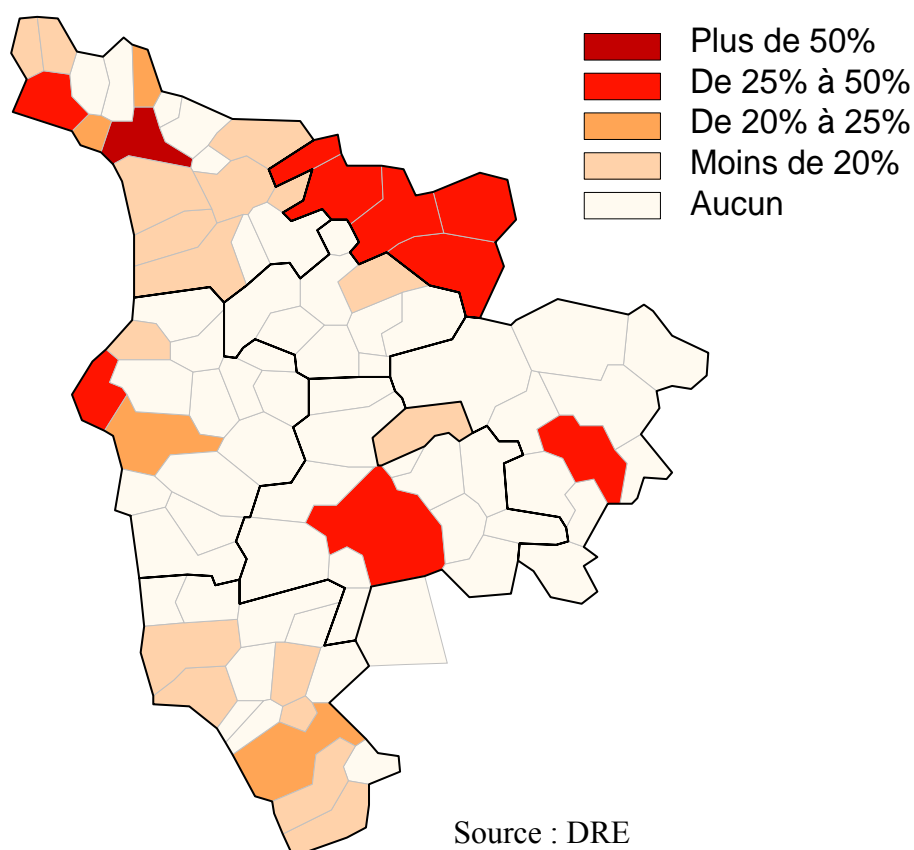 Plus de 50%
De 25% à 50%
De 20% à 25%
Moins de 20%
Aucun
Source : DRE